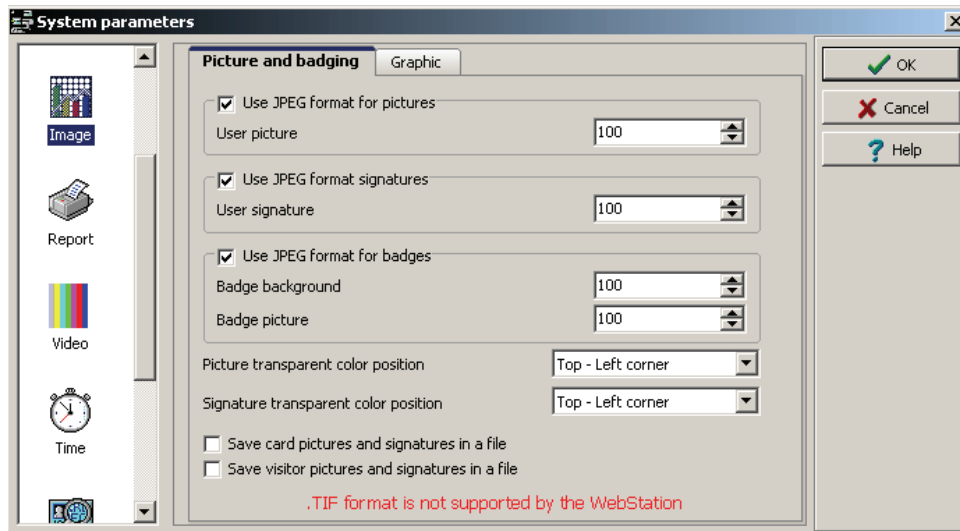 System parameters
Image
Report
Video
Time
Picture and badging
Graphic
Use JPEG format for pictures
User picture 100
Use JPEG format signatures
User signature 100
Use JPEG format for badges
Badge background 100
Badge picture 100
Picture transparent color position Top - Left corner
Signature transparent color position Top - Left corner
Save card pictures and signatures in a file
Save visitor pictures and signatures in a file
.TIF format is not supported by the WebStation
OK
Cancel
Help